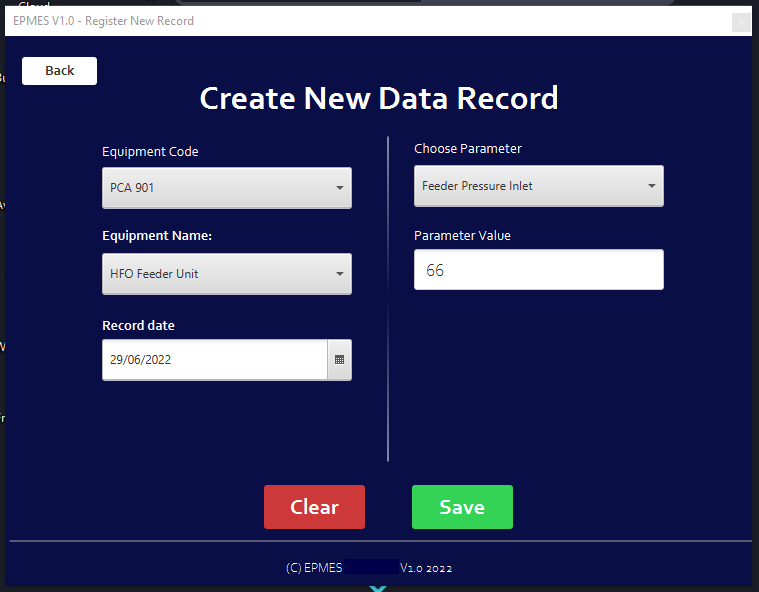 Cloud
EPMES V1.0 - Register New Record
x
Back
Create New Data Record
Equipment Code
PCA 901
Equipment Name:
HFO Feeder Unit
Record date
29/06/2022
Choose Parameter
Feeder Pressure Inlet
Parameter Value
66
Clear
Save
(C) EPMES V1.0 2022